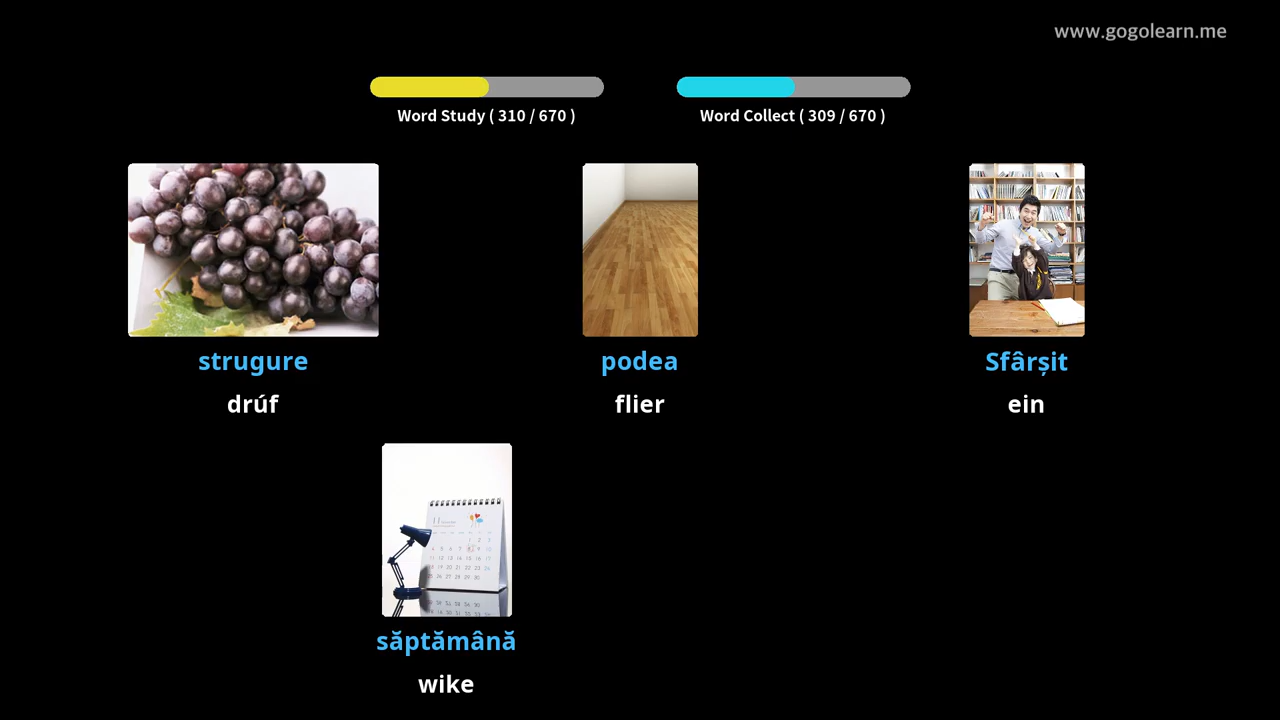 www.gogolearn.me
Word Study ( 310 / 670 )
Word Collect ( 309 / 670 )
strugure
podea
Sfârșit
drúf
flier
ein
săptămână
wike